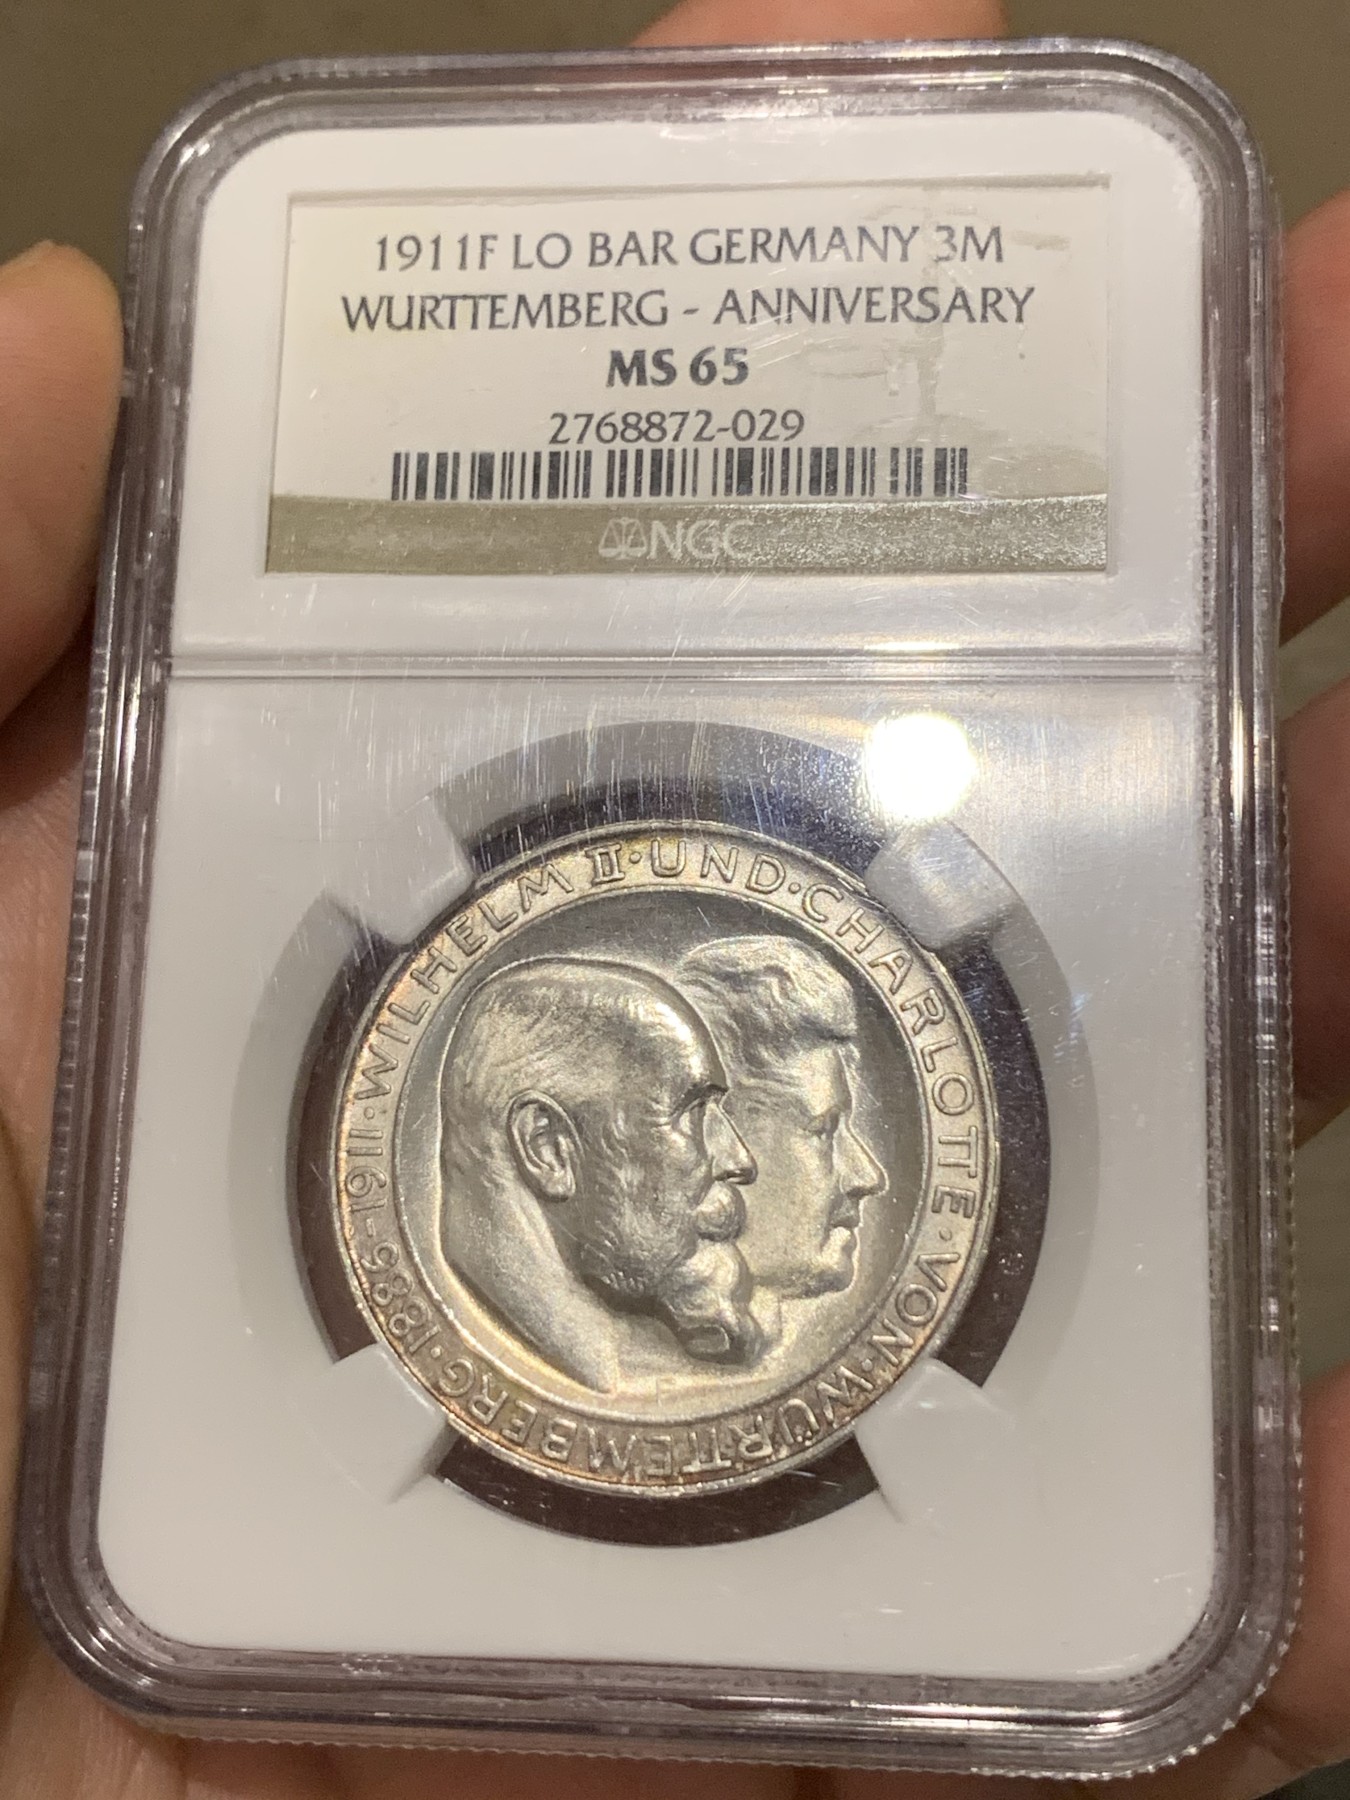 1911F LO BAR GERMANY 3M
WURTTEMBERG - ANNIVERSARY
MS 65
2768872-029
NGC
WILHELM II · UND · CHARLOTTE · VON · WÜRTTEMBERG · 1886-1911 ·
F